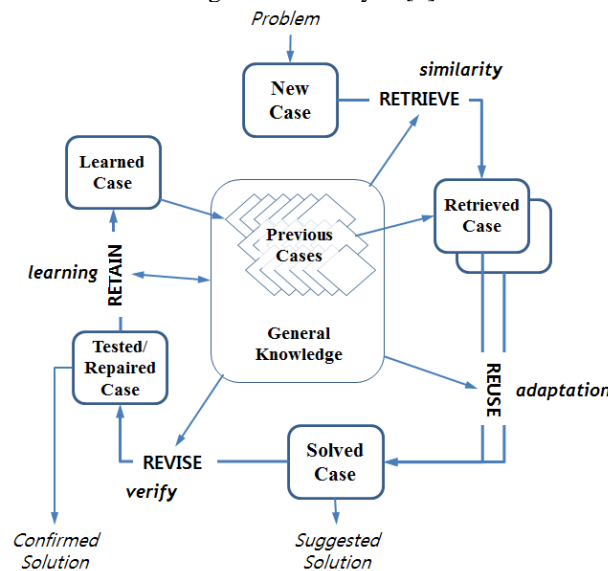 Problem
New
Case
similarity
RETRIEVE
Learned
Case
Retrieved
Case
Previous
Cases
learning
RETAIN
General
Knowledge
Tested/
Repaired
Case
REUSE
adaptation
Solved
Case
REVISE
verify
Confirmed
Solution
Suggested
Solution